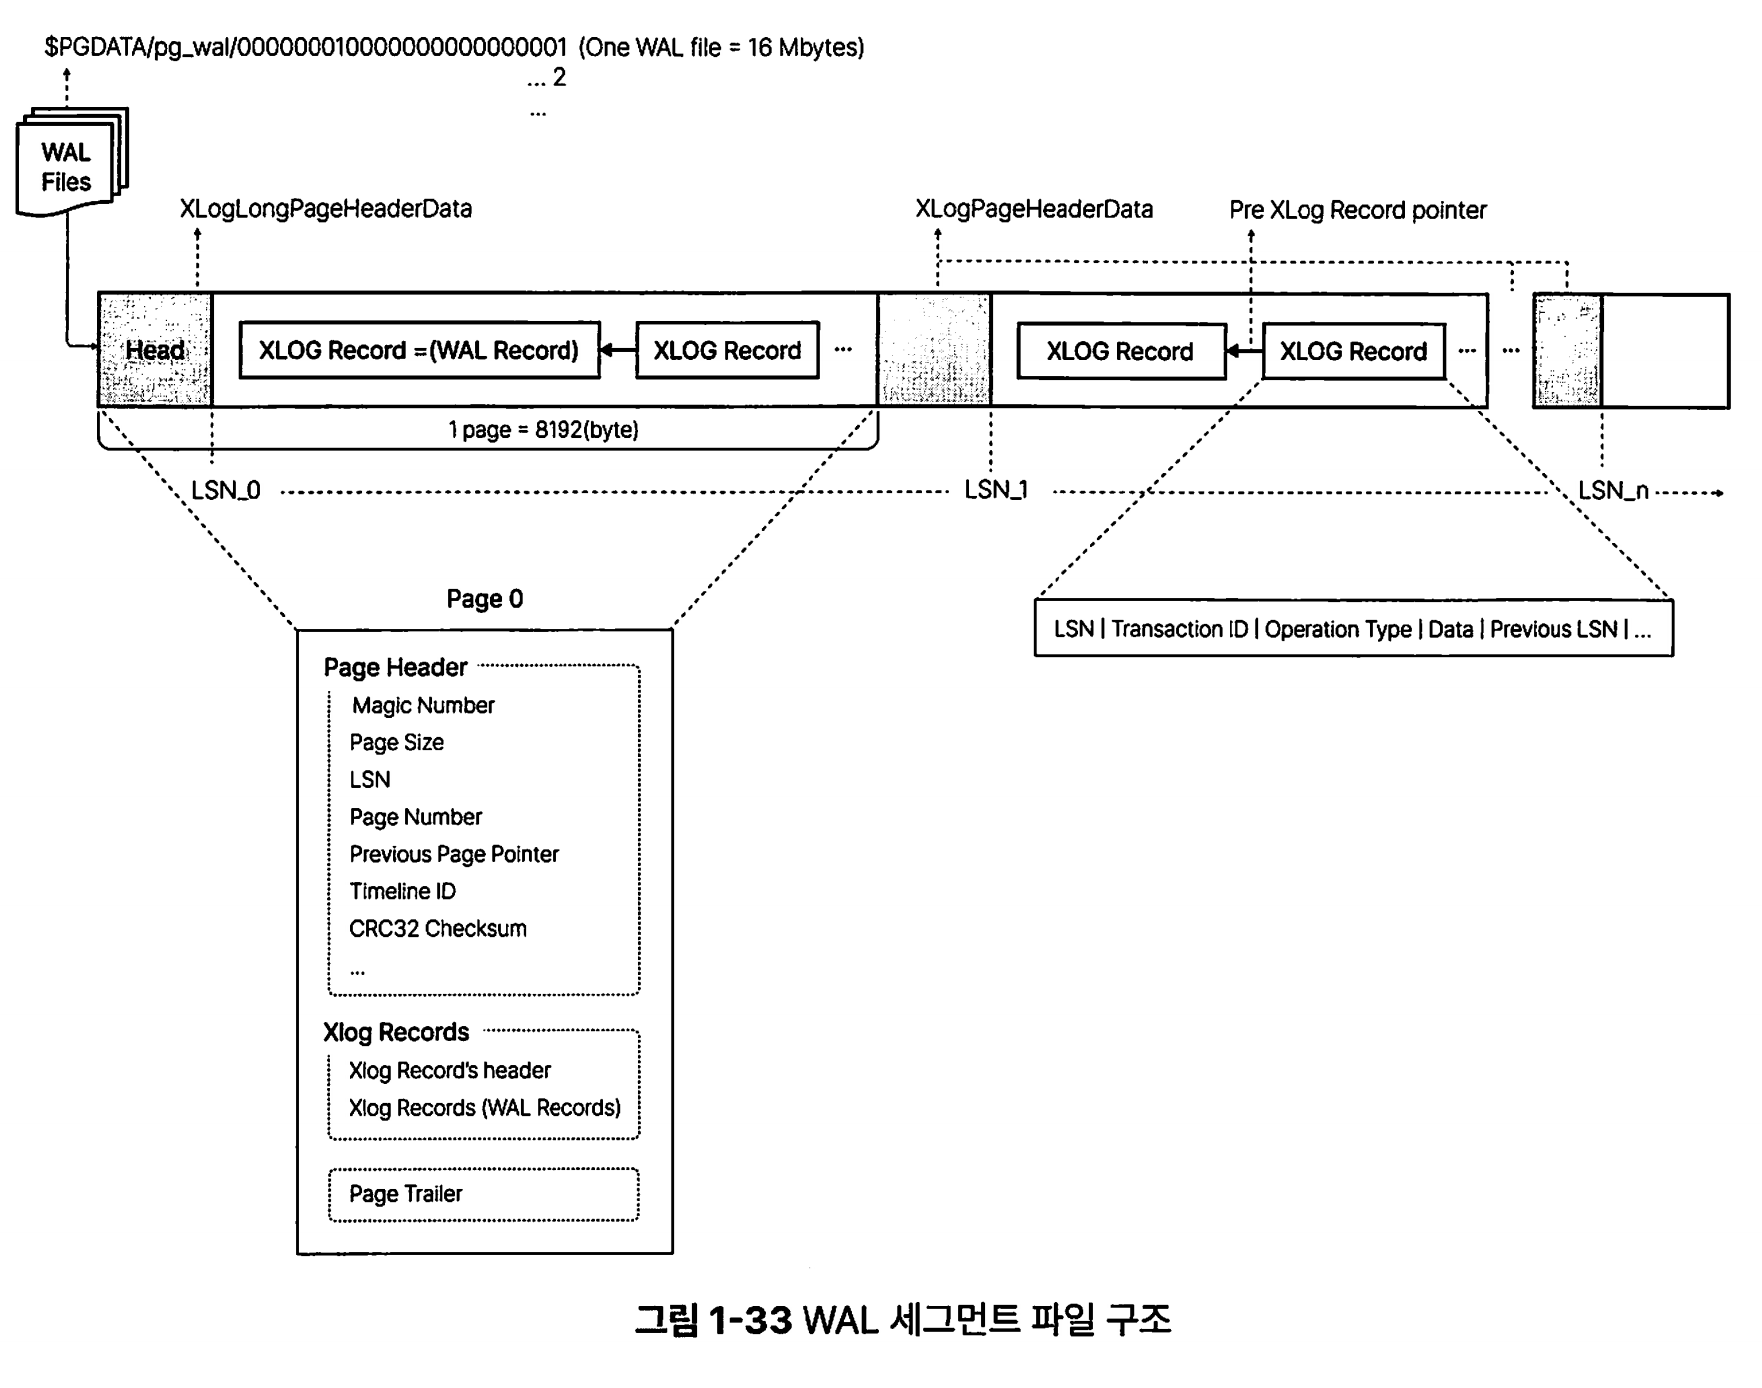 $PGDATA/pg_wal/000000010000000000000001 (One WAL file = 16 Mbytes)
... 2
...
WAL
Files
XLogLongPageHeaderData
XLogPageHeaderData
Pre XLog Record pointer
Head
XLOG Record =(WAL Record)
XLOG Record
...
XLOG Record
XLOG Record
...
...
1 page = 8192(byte)
LSN_0
LSN_1
LSN_n
Page 0
LSN | Transaction ID | Operation Type | Data | Previous LSN | ...
Page Header
Magic Number
Page Size
LSN
Page Number
Previous Page Pointer
Timeline ID
CRC32 Checksum
...
Xlog Records
Xlog Record's header
Xlog Records (WAL Records)
Page Trailer
그림 1-33 WAL 세그먼트 파일 구조